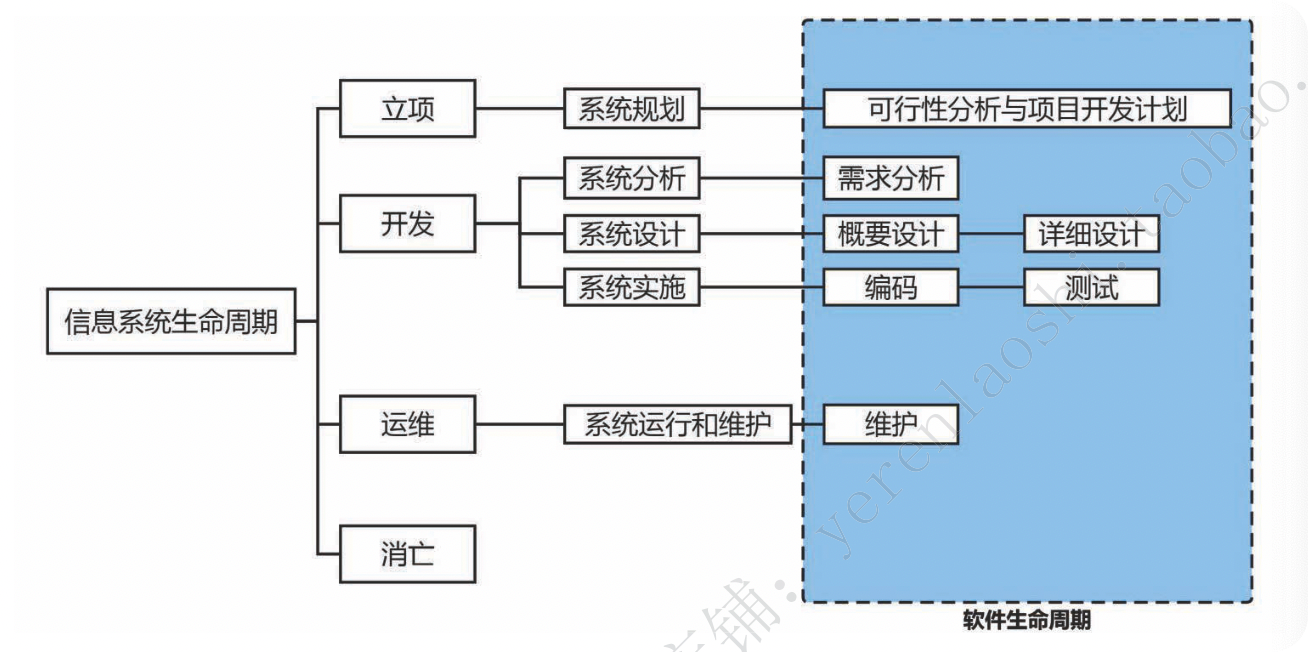 立项
系统规划
可行性分析与项目开发计划
系统分析
需求分析
开发
系统设计
概要设计
详细设计
系统实施
编码
测试
信息系统生命周期
运维
系统运行和维护
维护
消亡
软件生命周期
铺：yerenlaoshi.taobao.